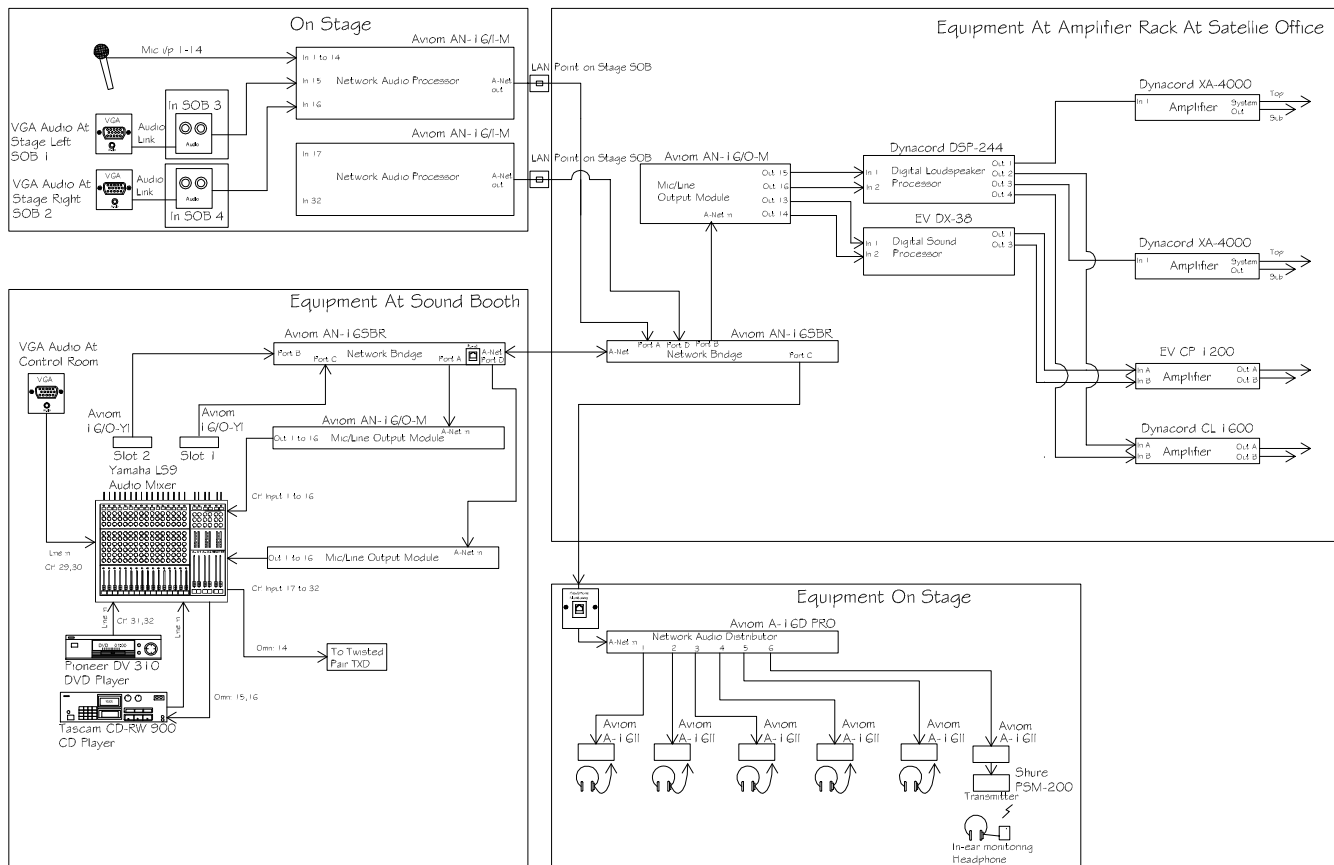 On Stage
Aviom AN-16/I-M
Mic i/p 1-14
In 1 to 14
In 15
Network Audio Processor
A-Net
out
In 16
LAN Point on Stage SOB
In SOB 3
VGA
Audio
Link
Audio
VGA Audio At
Stage Left
SOB 1
Aviom AN-16/I-M
In 17
Network Audio Processor
A-Net
out
In 32
LAN Point on Stage SOB
VGA
Audio
Link
Audio
VGA Audio At
Stage Right
SOB 2
In SOB 4
Equipment At Amplifier Rack At Satellie Office
Aviom AN-16/O-M
Mic/Line
Output Module
Out 15
Out 16
Out 13
Out 14
A-Net in
Dynacord DSP-244
In 1
In 2
Digital Loudspeaker
Processor
Out 1
Out 2
Out 3
Out 4
EV DX-38
In 1
In 2
Digital Sound
Processor
Out 1
Out 3
Dynacord XA-4000
In 1
Amplifier
System
Out
Top
Sub
Dynacord XA-4000
In 1
Amplifier
System
Out
Top
Sub
EV CP 1200
In A
In B
Amplifier
Out A
Out B
Dynacord CL 1600
In A
In B
Amplifier
Out A
Out B
Aviom AN-16SBR
A-Net
Port A
Port D
Port B
Network Bridge
Port C
Equipment At Sound Booth
Aviom AN-16SBR
Port B
Port C
Network Bridge
Port A
A-Net
Port D
VGA Audio At
Control Room
VGA
Aviom
16/O-Y1
Aviom
16/O-Y1
Slot 2
Slot 1
Yamaha LS9
Audio Mixer
Aviom AN-16/O-M
Out 1 to 16
Mic/Line Output Module
A-Net in
CH Input 1 to 16
Out 1 to 16
Mic/Line Output Module
A-Net in
CH Input 17 to 32
Line in
CH 29,30
Line in
CH 31,32
Line in
Omni 14
To Twisted
Pair TXD
Omni 15,16
Pioneer DV 310
DVD Player
Tascam CD-RW 900
CD Player
Equipment On Stage
Aviom A-16D PRO
A-Net in
Network Audio Distributor
1 2 3 4 5 6
Aviom
A-16II
Aviom
A-16II
Aviom
A-16II
Aviom
A-16II
Aviom
A-16II
Aviom
A-16II
Shure
PSM-200
Transmitter
In-ear monitoring
Headphone